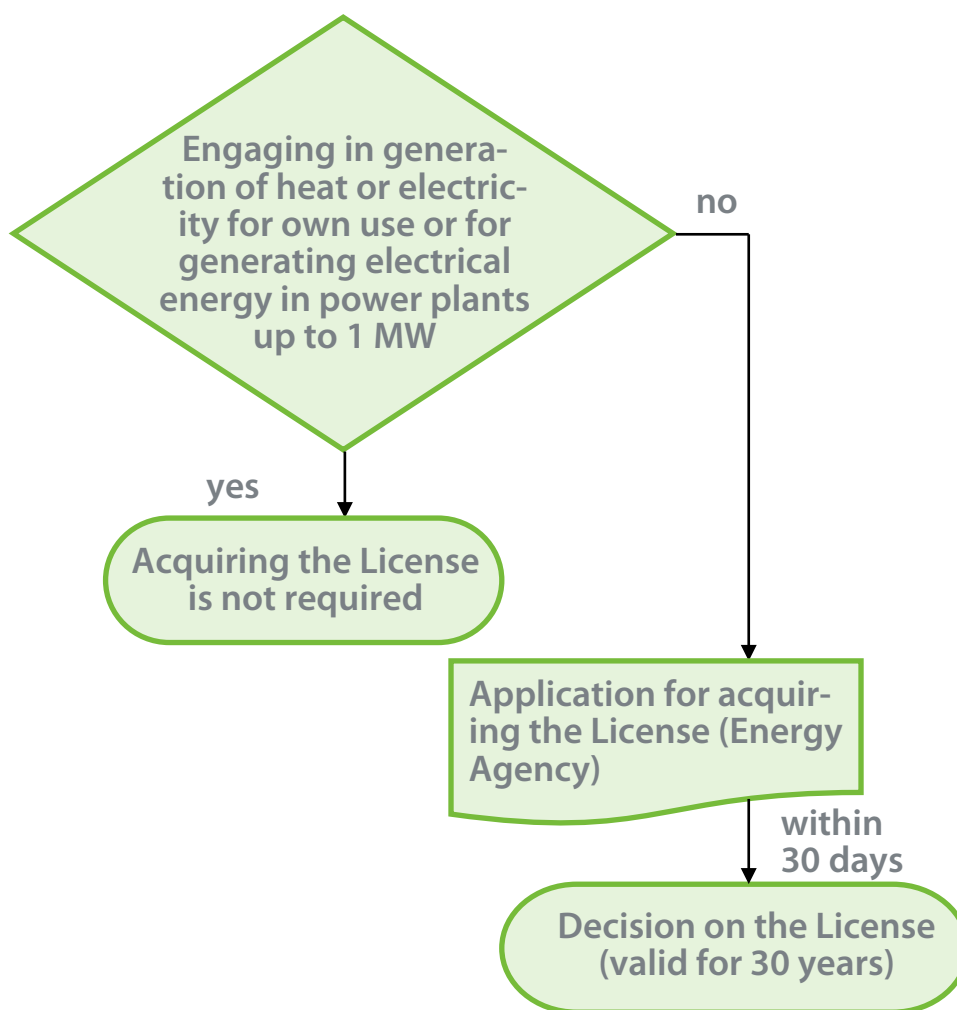 Engaging in genera-
tion of heat or electric-
ity for own use or for
generating electrical
energy in power plants
up to 1 MW
no
yes
Acquiring the License
is not required
Application for acquir-
ing the License (Energy
Agency)
within
30 days
Decision on the License
(valid for 30 years)